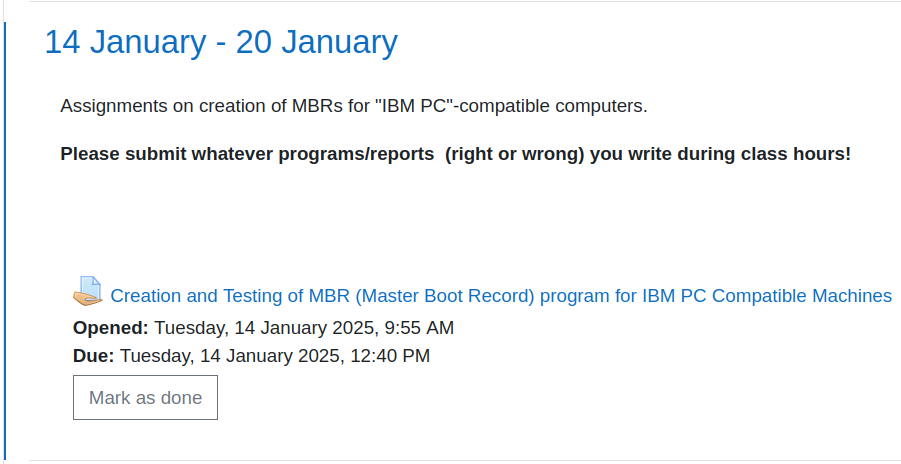 14 January - 20 January
Assignments on creation of MBRs for "IBM PC"-compatible computers.
Please submit whatever programs/reports  (right or wrong) you write during class hours!
Creation and Testing of MBR (Master Boot Record) program for IBM PC Compatible Machines
Opened: Tuesday, 14 January 2025, 9:55 AM
Due: Tuesday, 14 January 2025, 12:40 PM
Mark as done